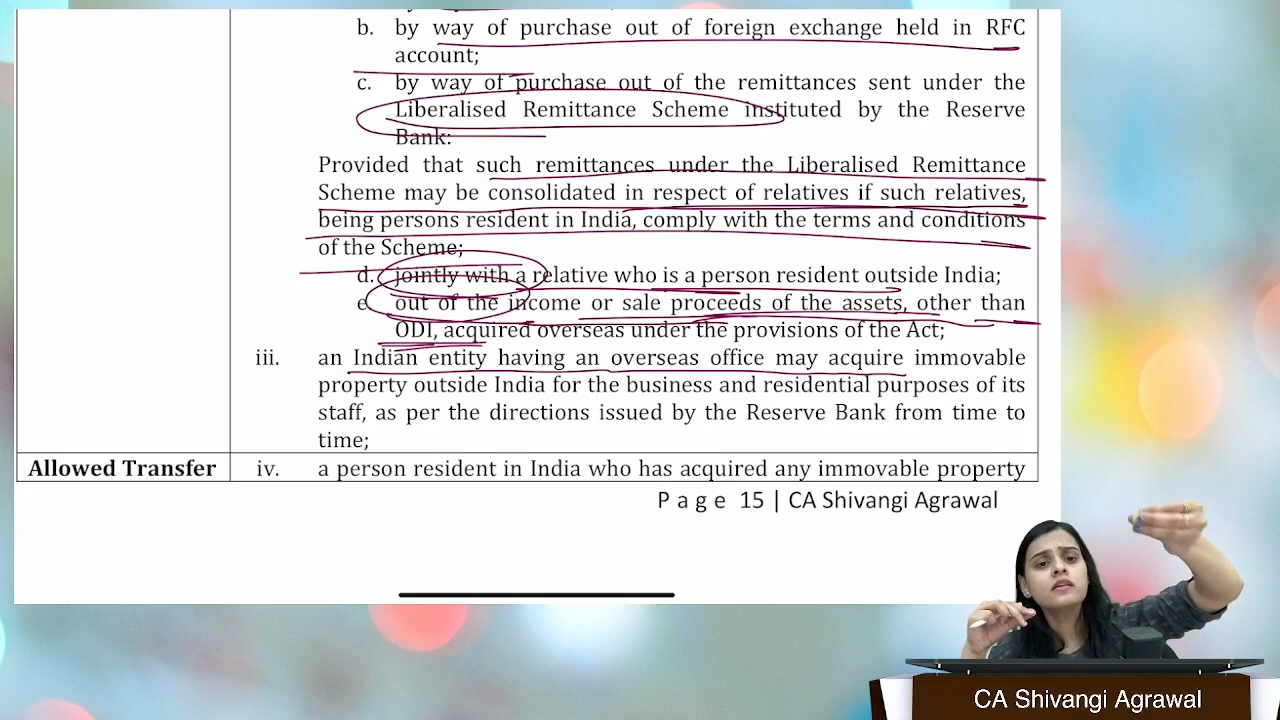 b. by way of purchase out of foreign exchange held in RFC
account;
c. by way of purchase out of the remittances sent under the
Liberalised Remittance Scheme instituted by the Reserve
Bank:
Provided that such remittances under the Liberalised Remittance
Scheme may be consolidated in respect of relatives if such relatives,
being persons resident in India, comply with the terms and conditions
of the Scheme;
d. jointly with a relative who is a person resident outside India;
e. out of the income or sale proceeds of the assets, other than
ODI, acquired overseas under the provisions of the Act;
iii. an Indian entity having an overseas office may acquire immovable
property outside India for the business and residential purposes of its
staff, as per the directions issued by the Reserve Bank from time to
time;
Allowed Transfer iv. a person resident in India who has acquired any immovable property
Page 15 | CA Shivangi Agrawal
CA Shivangi Agrawal